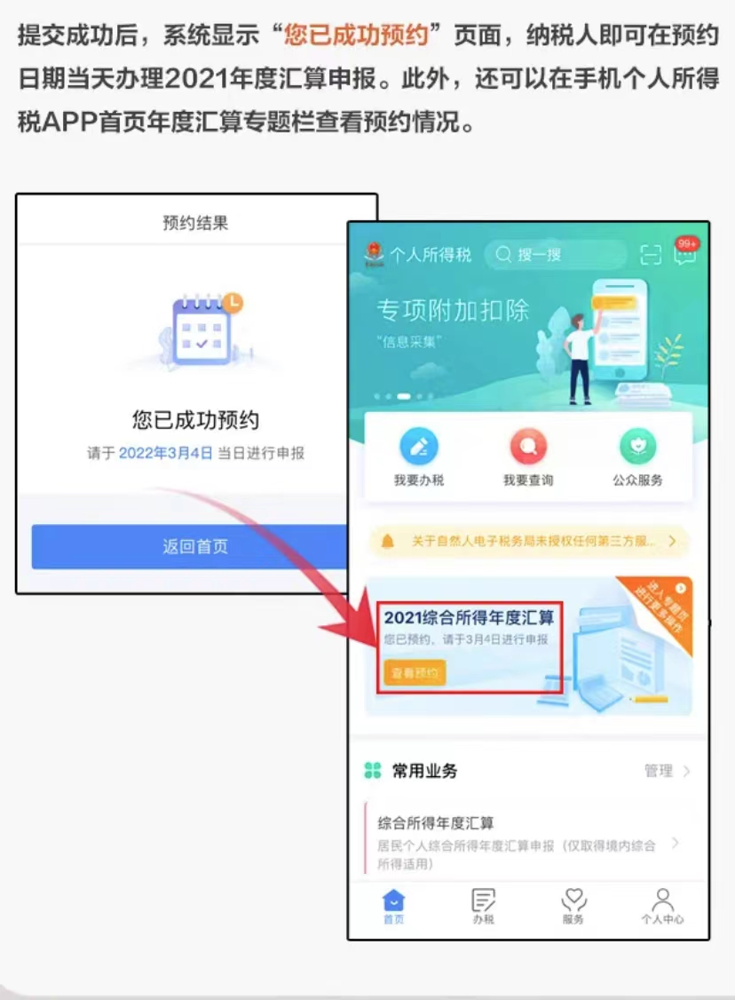 提交成功后，系统显示“您已成功预约”页面，纳税人即可在预约
日期当天办理2021年度汇算申报。此外，还可以在手机个人所得
税APP首页年度汇算专题栏查看预约情况。
预约结果
您已成功预约
请于 2022年3月4日 当日进行申报
返回首页
个人所得税
搜一搜
99+
专项附加扣除
“信息采集”
我要办税
我要查询
公众服务
关于自然人电子税务局未授权任何第三方服...
进入专题页
进行更多操作
2021综合所得年度汇算
您已预约，请于3月4日进行申报
查看预约
常用业务
管理
综合所得年度汇算
居民个人综合所得年度汇算申报（仅取得境内综合
所得适用）
首页
办税
服务
个人中心